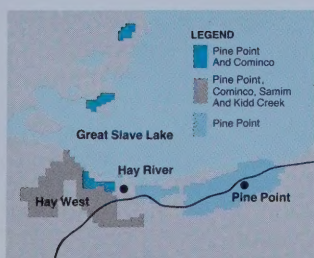 LEGEND
Pine Point
And Cominco
Pine Point,
Cominco, Samim
And Kidd Creek
Pine Point
Great Slave Lake
Hay River
Hay West
Pine Point